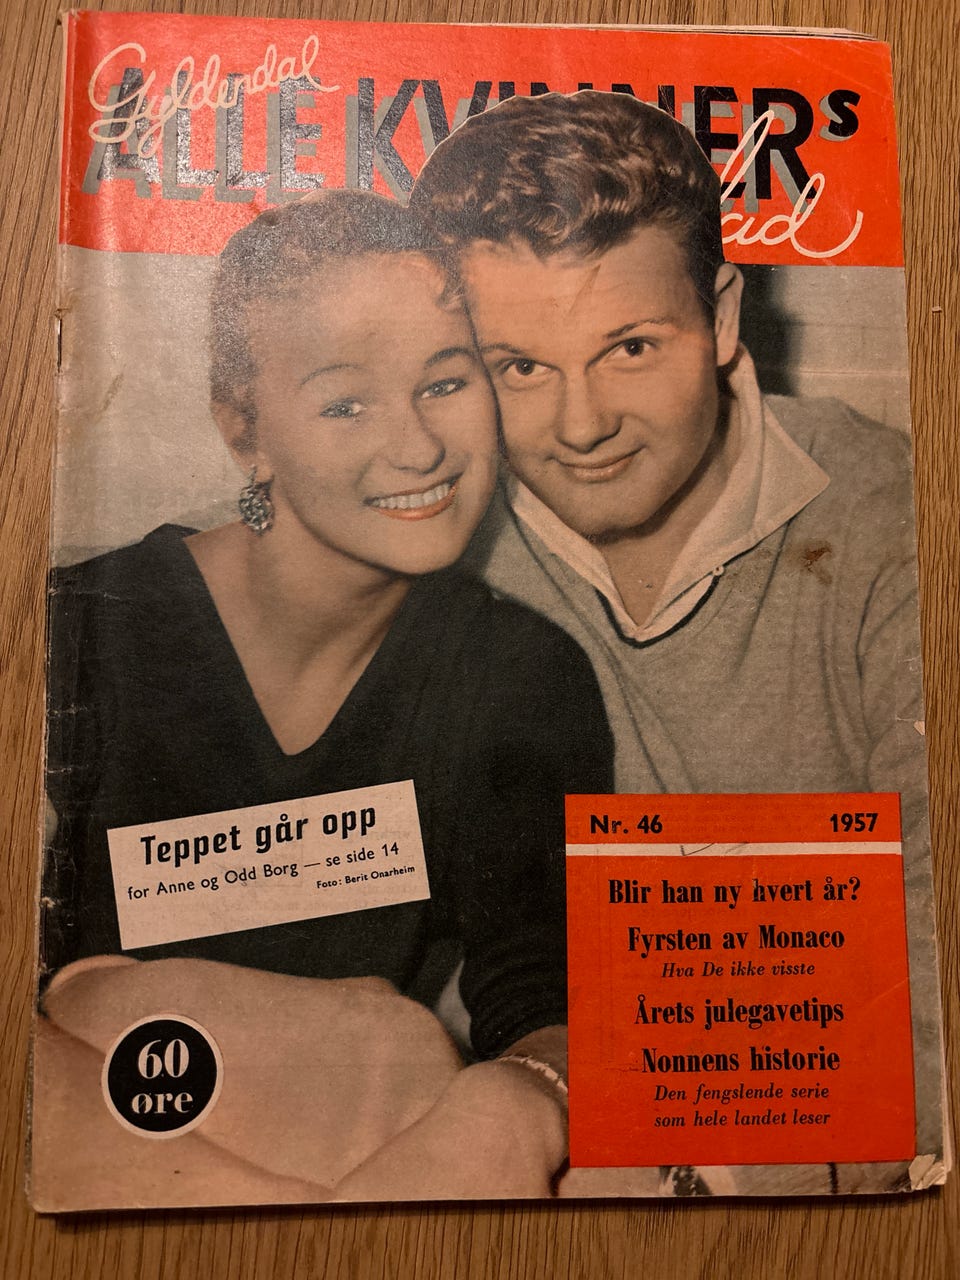 Gyldendal
ALLE KVINNERs
lad
Teppet går opp
for Anne og Odd Borg — se side 14
Foto: Berit Onarheim
Nr. 46 1957
Blir han ny hvert år?
Fyrsten av Monaco
Hva De ikke visste
Årets julegavetips
Nonnens historie
Den fengslende serie
som hele landet leser
60
øre